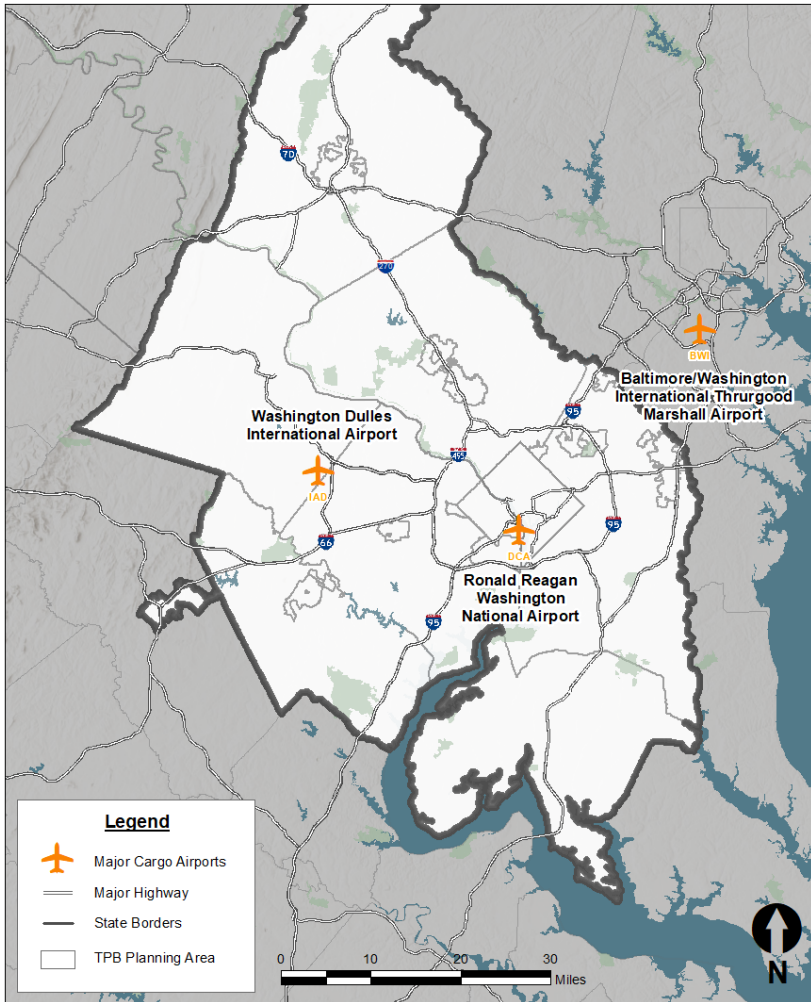 70
270
BWI
Baltimore/Washington
International Thrurgood
Marshall Airport
95
Washington Dulles
International Airport
495
IAD
95
66
DCA
Ronald Reagan
Washington
National Airport
95
Legend
Major Cargo Airports
Major Highway
State Borders
TPB Planning Area
0 10 20 30
Miles
N